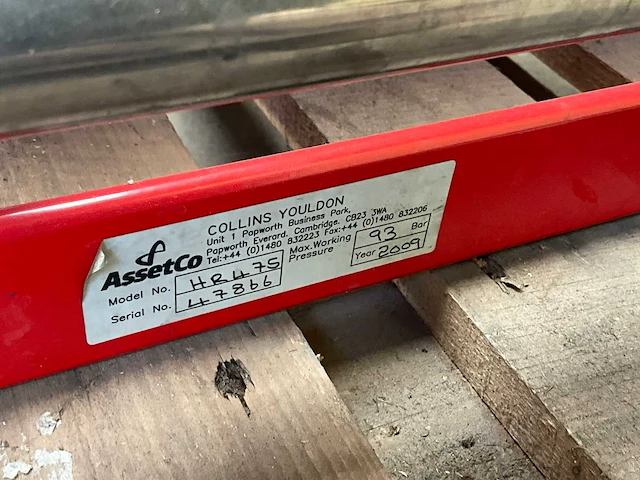 COLLINS YOULDON
Unit 1 Papworth Business Park,
Papworth Everard, Cambridge, CB23 3WA
Tel:+44 (0)1480 832223 Fax:+44 (0)1480 832206
AssetCo
Model No. HR475
Serial No. 47866
Max.Working Pressure 93 Bar
Year 2009